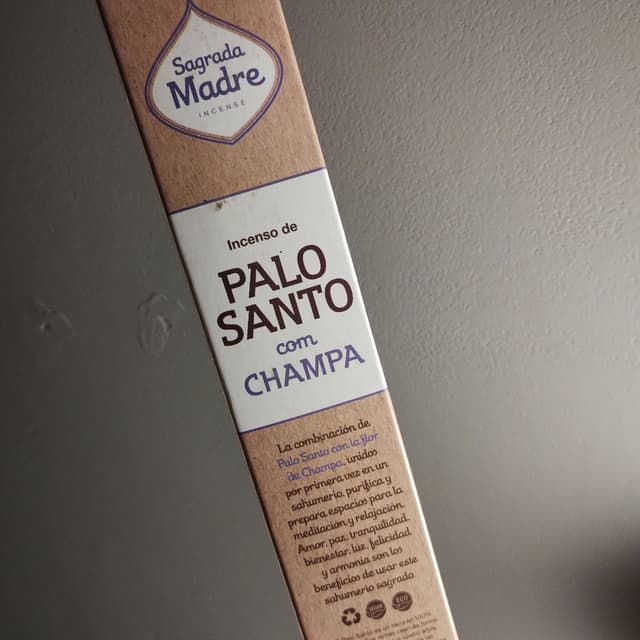 Sagrada
Madre
INCENSE
Incenso de
PALO
SANTO
com
CHAMPA
La combinación de
Palo Santo con la flor
de Champa, unidos
por primera vez en un
sahumerio, purifica y
prepara espacios para la
meditación y relajación.
Amor, paz, tranquilidad,
bienestar, luz, felicidad
y armonía son los
beneficios de usar este
sahumerio sagrado.